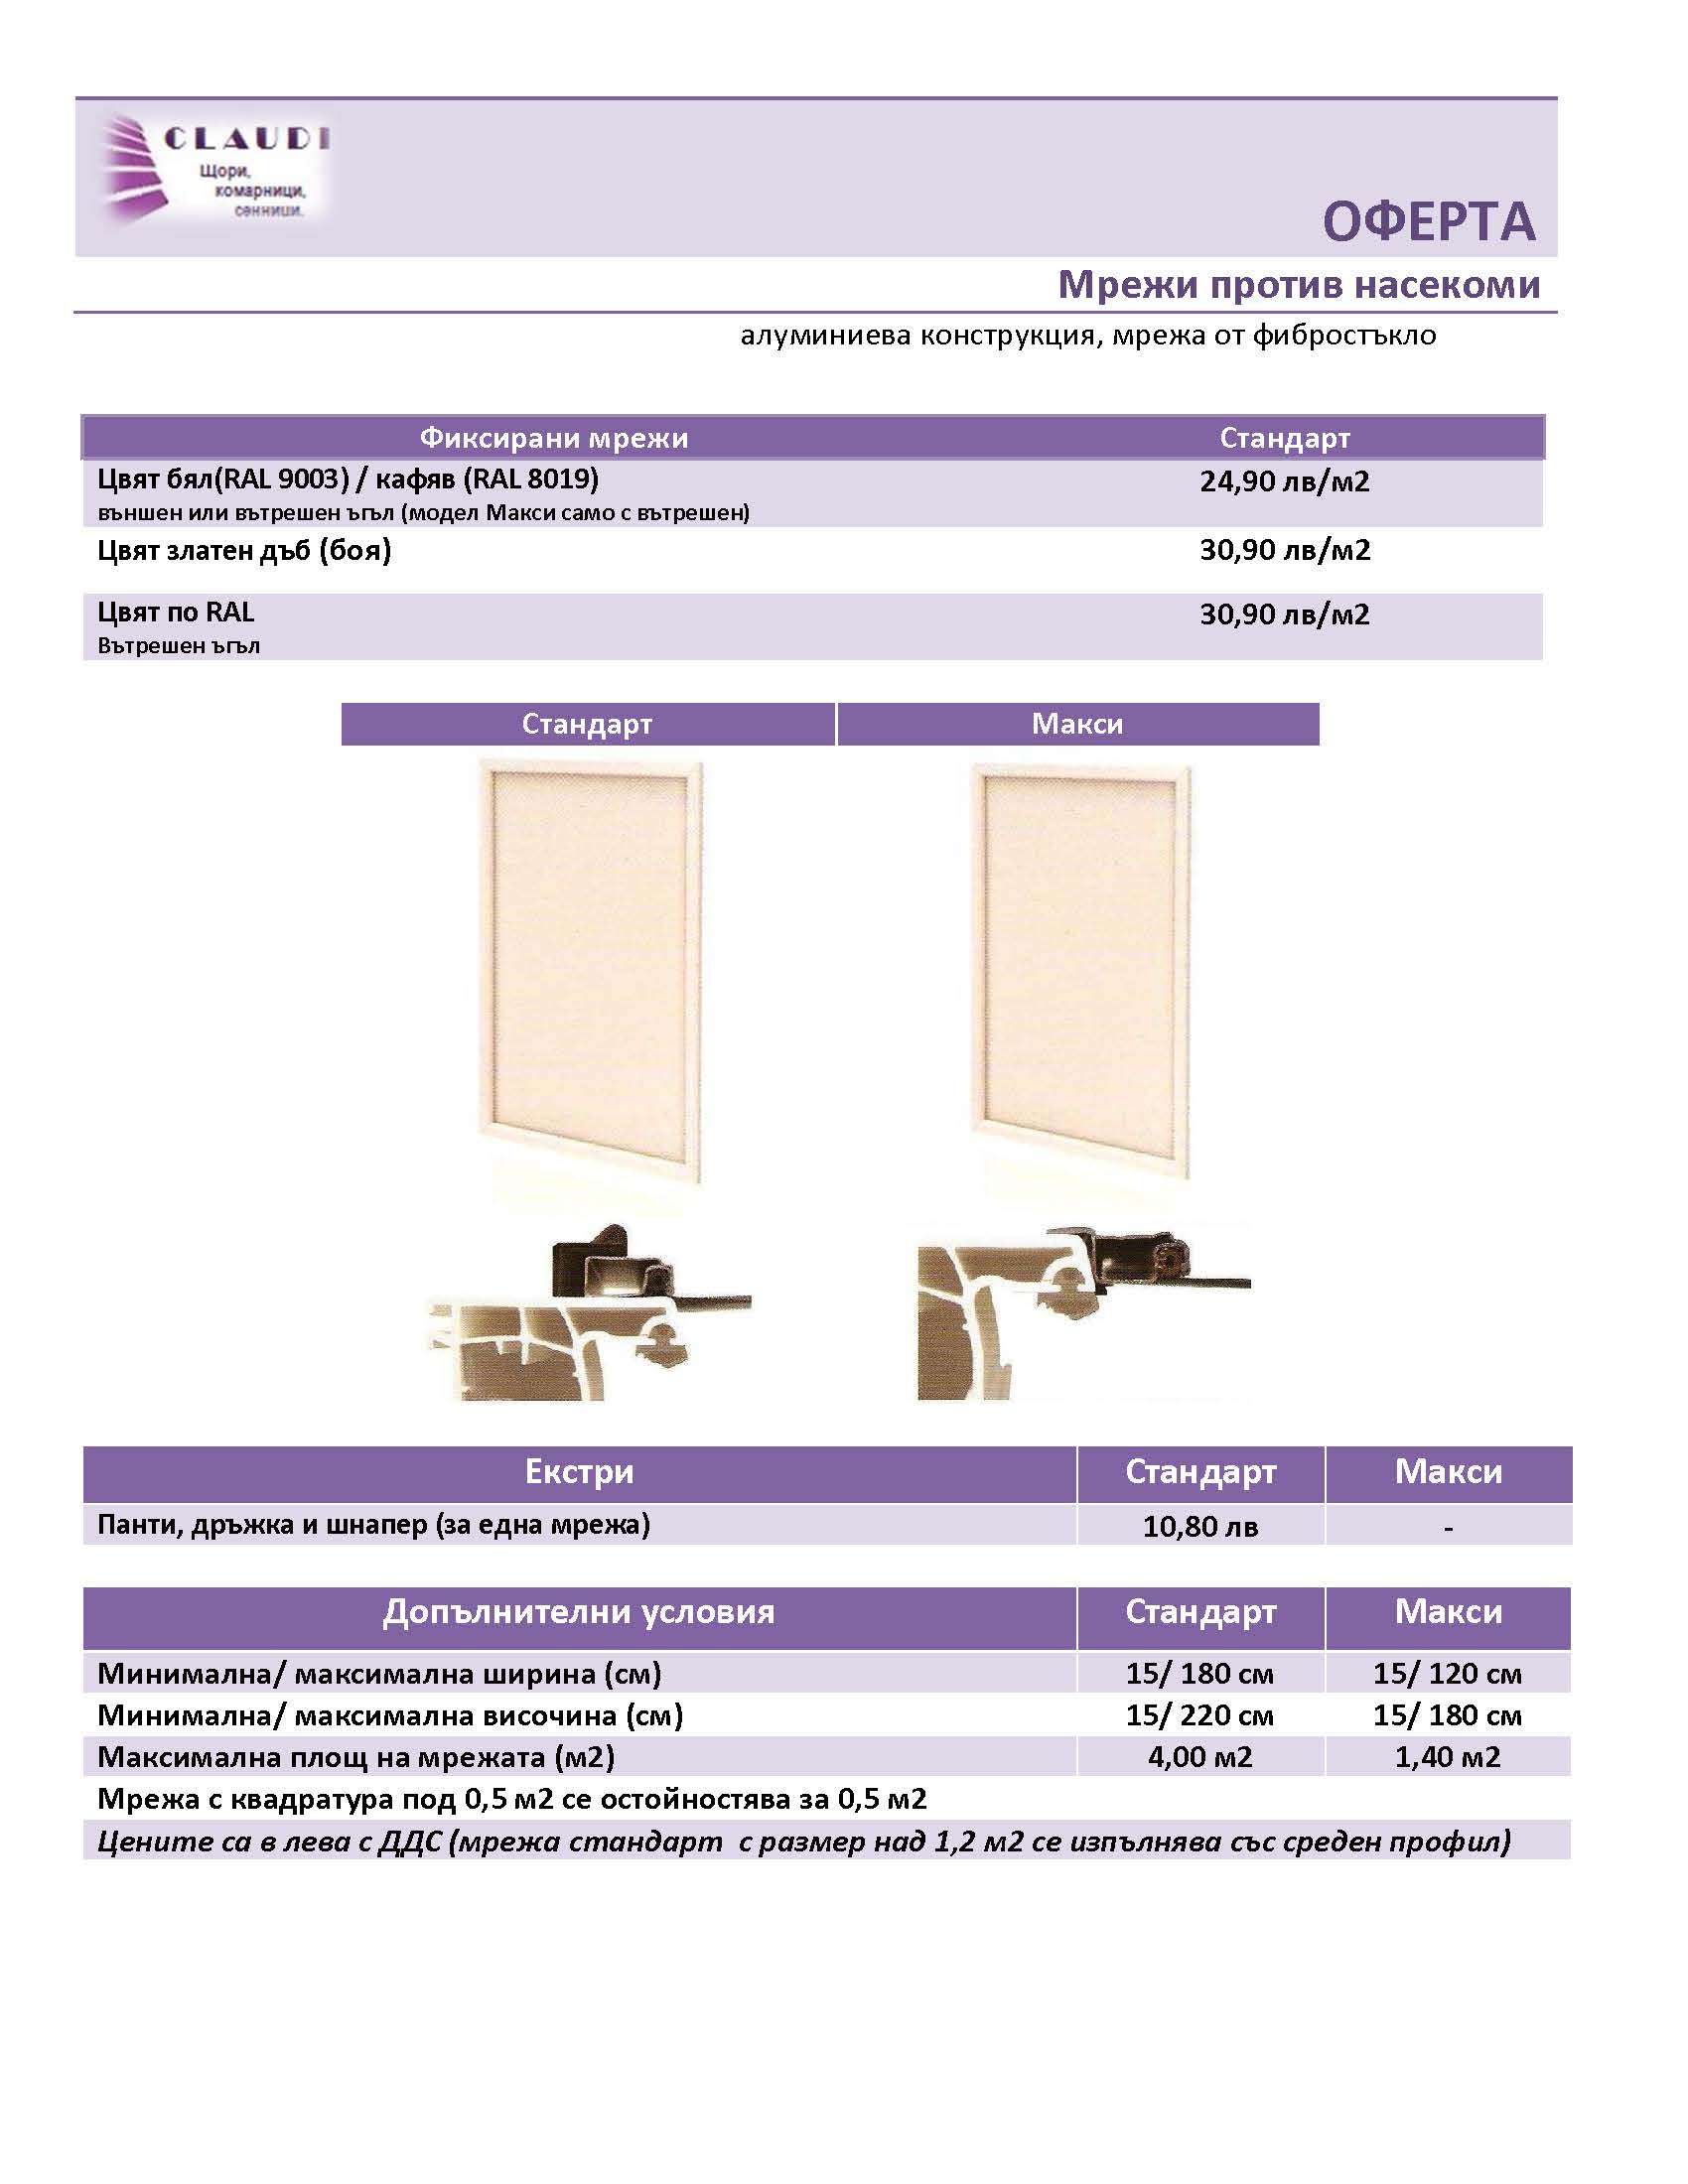 CLAUDI
Щори,
комарници,
сенници.
ОФЕРТА
Мрежи против насекоми
алуминиева конструкция, мрежа от фибростъкло
Фиксирани мрежи Стандарт
Цвят бял(RAL 9003) / кафяв (RAL 8019) 24,90 лв/м2
външен или вътрешен ъгъл (модел Макси само с вътрешен)
Цвят златен дъб (боя) 30,90 лв/м2
Цвят по RAL 30,90 лв/м2
Вътрешен ъгъл
Стандарт Макси
Екстри Стандарт Макси
Панти, дръжка и шнапер (за една мрежа) 10,80 лв -
Допълнителни условия Стандарт Макси
Минимална/ максимална ширина (см) 15/ 180 см 15/ 120 см
Минимална/ максимална височина (см) 15/ 220 см 15/ 180 см
Максимална площ на мрежата (м2) 4,00 м2 1,40 м2
Мрежа с квадратура под 0,5 м2 се остойностява за 0,5 м2
Цените са в лева с ДДС (мрежа стандарт с размер над 1,2 м2 се изпълнява със среден профил)